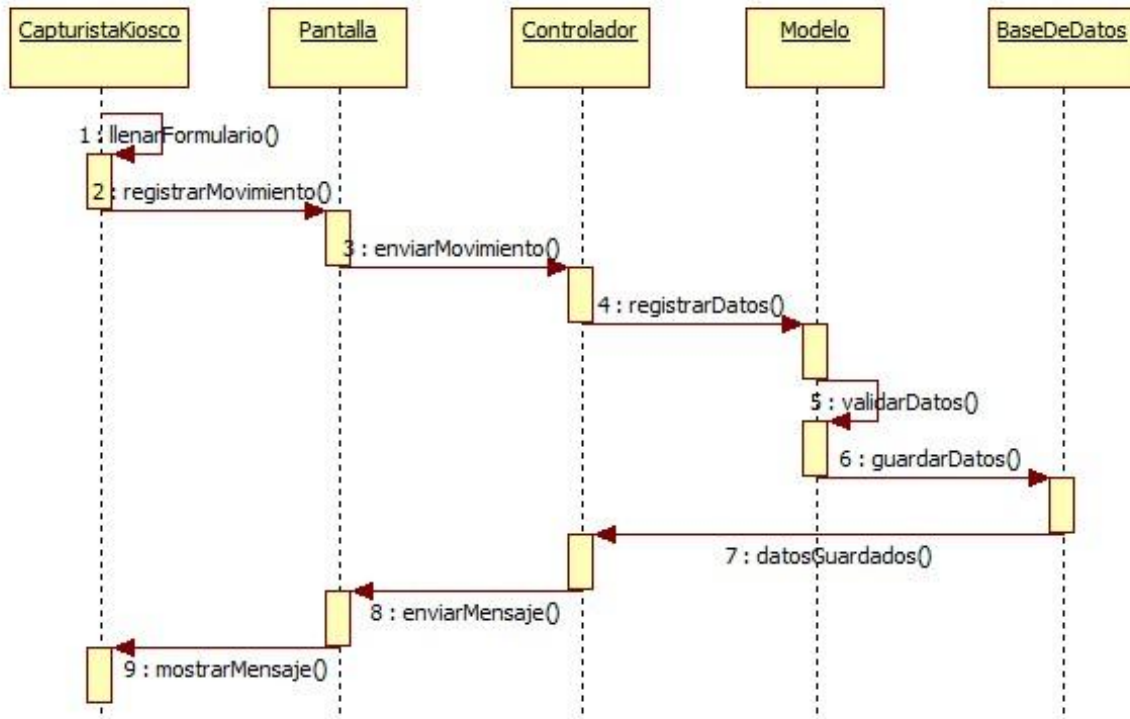 CapturistaKiosco
Pantalla
Controlador
Modelo
BaseDeDatos
1 : llenarFormulario()
2 : registrarMovimiento()
3 : enviarMovimiento()
4 : registrarDatos()
5 : validarDatos()
6 : guardarDatos()
7 : datosGuardados()
8 : enviarMensaje()
9 : mostrarMensaje()